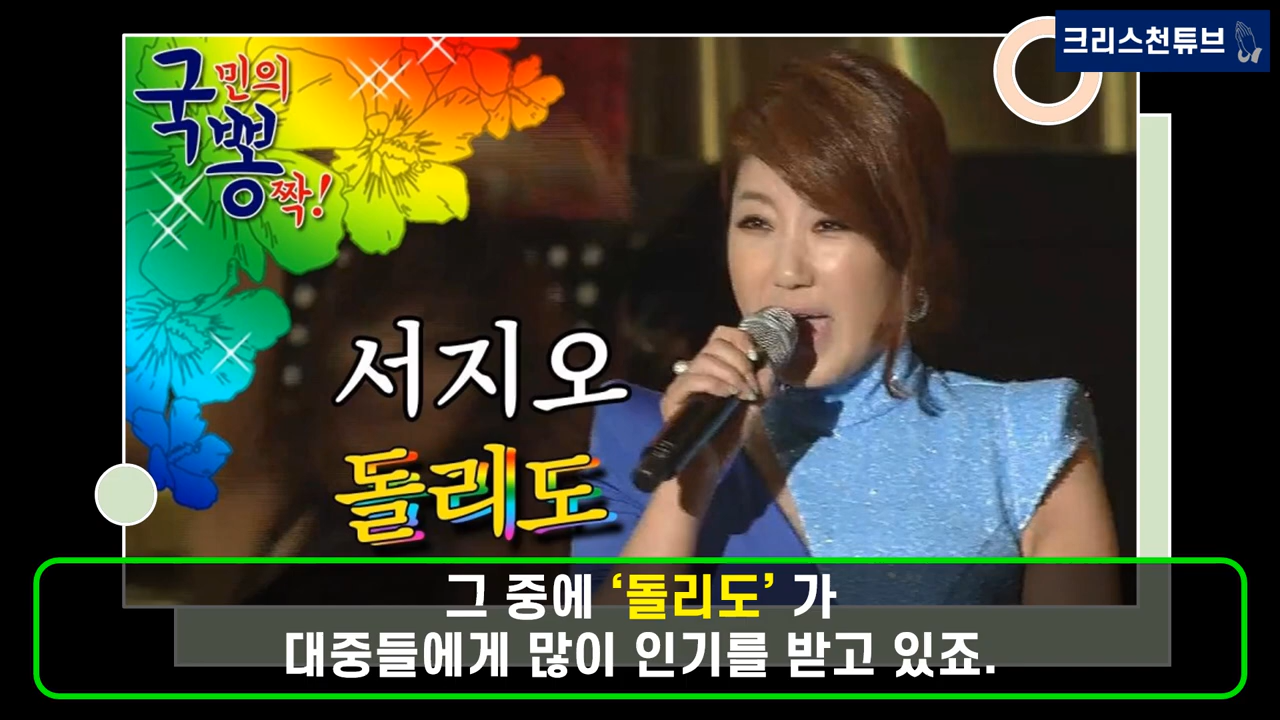 크리스천튜브
국민의
뽕짝!
서지오
돌리도
그 중에 ‘돌리도’ 가
대중들에게 많이 인기를 받고 있죠.